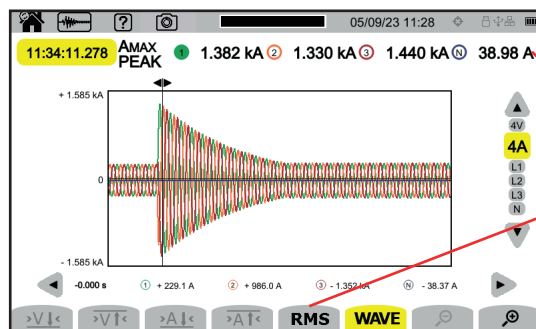 ? 05/09/23 11:28
11:34:11.278 AMAX PEAK 1 1.382 kA 2 1.330 kA 3 1.440 kA N 38.98 A
+ 1.585 kA
0
- 1.585 kA
4V
4A
L1
L2
L3
N
-0.000 s 1 + 229.1 A 2 + 986.0 A 3 - 1.352 kA N - 38.37 A
>V↓< >V↑< >A↓< >A↑< RMS WAVE